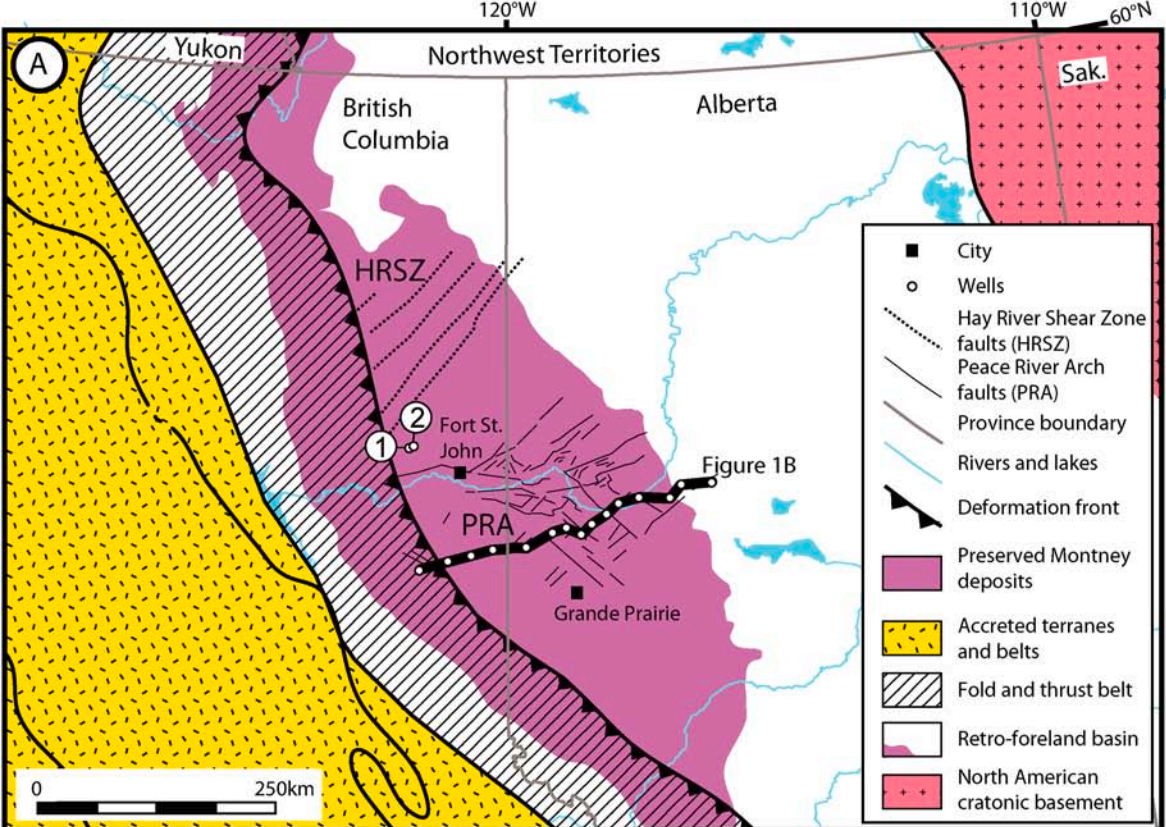 120°W
110°W
60°N
A
Yukon
Northwest Territories
Sak.
British
Columbia
Alberta
HRSZ
2
1
Fort St.
John
Figure 1B
PRA
Grande Prairie
City
Wells
Hay River Shear Zone
faults (HRSZ)
Peace River Arch
faults (PRA)
Province boundary
Rivers and lakes
Deformation front
Preserved Montney
deposits
Accreted terranes
and belts
Fold and thrust belt
Retro-foreland basin
North American
cratonic basement
0 250km